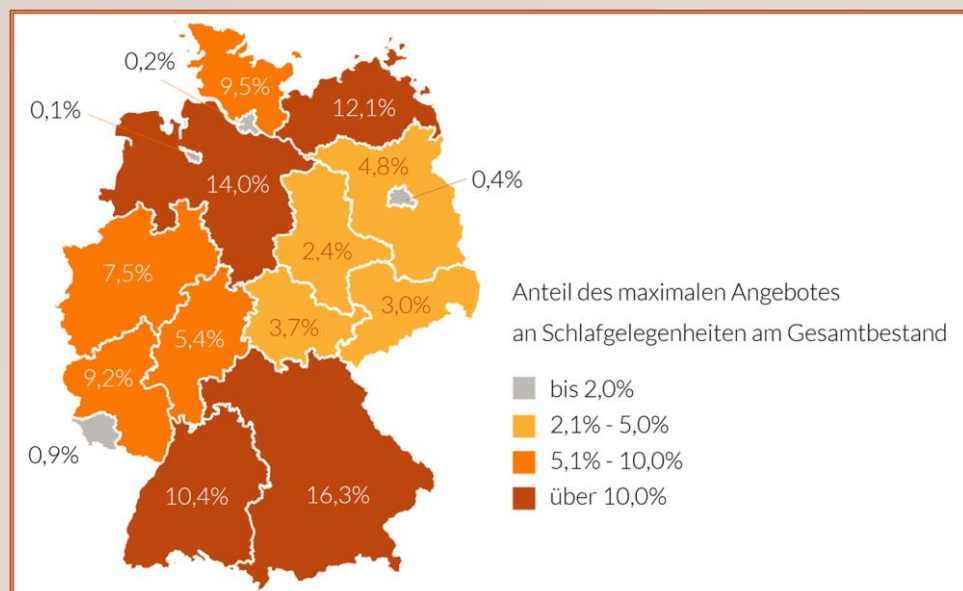 0,2%
9,5%
12,1%
0,1%
4,8%
0,4%
14,0%
2,4%
7,5%
3,0%
3,7%
5,4%
9,2%
0,9%
10,4%
16,3%
Anteil des maximalen Angebotes
an Schlafgelegenheiten am Gesamtbestand
bis 2,0%
2,1% - 5,0%
5,1% - 10,0%
über 10,0%